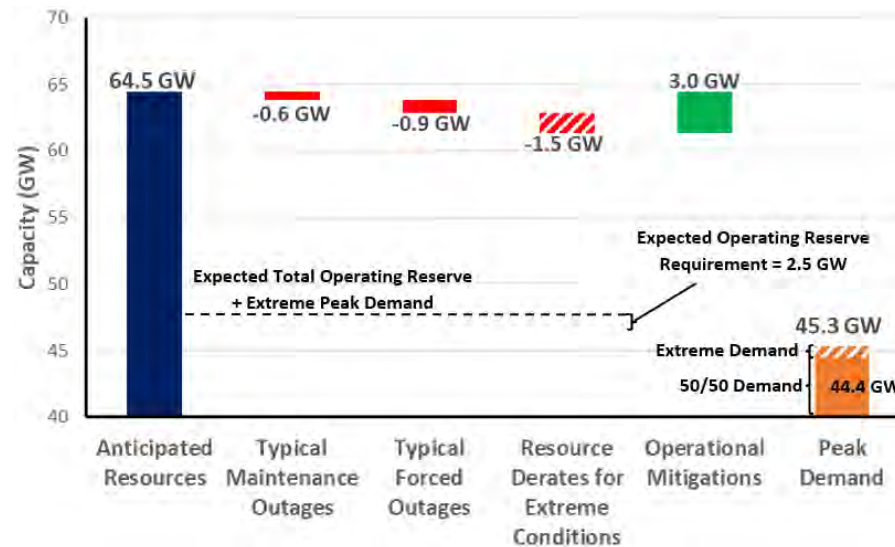 70
65
60
55
50
45
40
Capacity (GW)
64.5 GW
-0.6 GW
-0.9 GW
-1.5 GW
3.0 GW
Expected Operating Reserve
Requirement = 2.5 GW
Expected Total Operating Reserve
+ Extreme Peak Demand
45.3 GW
Extreme Demand
50/50 Demand
44.4 GW
Anticipated
Resources
Typical
Maintenance
Outages
Typical
Forced
Outages
Resource
Derates for
Extreme
Conditions
Operational
Mitigations
Peak
Demand